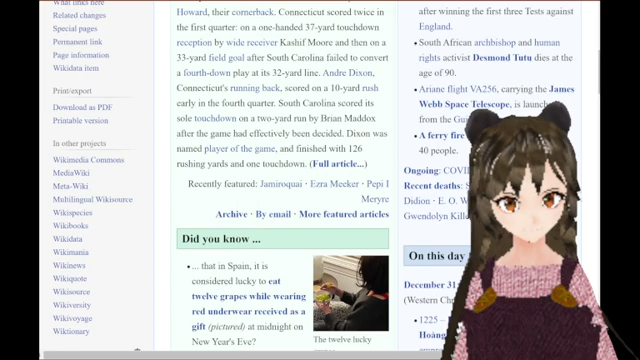 What links here
Related changes
Special pages
Permanent link
Page information
Wikidata item
Print/export
Download as PDF
Printable version
In other projects
Wikimedia Commons
MediaWiki
Meta-Wiki
Multilingual Wikisource
Wikispecies
Wikibooks
Wikidata
Wikimania
Wikinews
Wikiquote
Wikisource
Wikiversity
Wikivoyage
Wiktionary
Howard, their cornerback. Connecticut scored twice in
the first quarter: on a one-handed 37-yard touchdown
reception by wide receiver Kashif Moore and then on a
33-yard field goal after South Carolina failed to convert
a fourth-down play at its 32-yard line. Andre Dixon,
Connecticut's running back, scored on a 10-yard rush
early in the fourth quarter. South Carolina scored its
sole touchdown on a two-yard run by Brian Maddox
after the game had effectively been decided. Dixon was
named player of the game, and finished with 126
rushing yards and one touchdown. (Full article...)
Recently featured: Jamiroquai · Ezra Meeker · Pepi I
Meryre
Archive · By email · More featured articles
Did you know ...
• ... that in Spain, it is
considered lucky to eat
twelve grapes while wearing
red underwear received as a
gift (pictured) at midnight on
New Year's Eve?
The twelve lucky
after winning the first three Tests against
England.
• South African archbishop and human
rights activist Desmond Tutu dies at the
age of 90.
• Ariane flight VA256, carrying the James
Webb Space Telescope, is
from the
• A ferry fire
40 people.
Ongoing:
Recent deaths:
Didion · E. O.
Gwendolyn
On this day
December 31:
(Western
• 1225 –
Hoàng